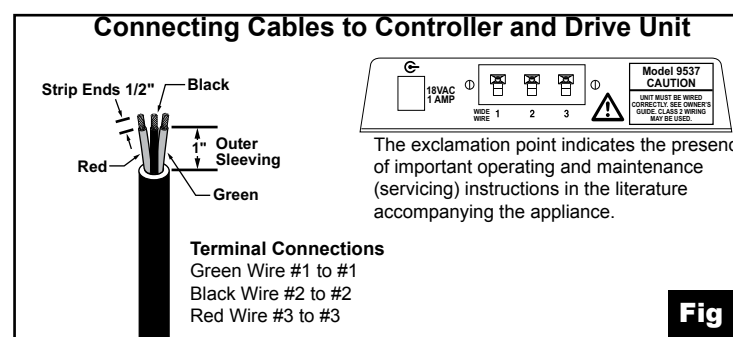 Connecting Cables to Controller and Drive Unit
Strip Ends 1/2"
Black
1"
Outer
Sleeving
Red
Green
18VAC
1 AMP
WIDE
WIRE
1 2 3
Model 9537
CAUTION
UNIT MUST BE WIRED
CORRECTLY. SEE OWNER'S
GUIDE. CLASS 2 WIRING
MAY BE USED.
The exclamation point indicates the presenc
of important operating and maintenance
(servicing) instructions in the literature
accompanying the appliance.
Terminal Connections
Green Wire #1 to #1
Black Wire #2 to #2
Red Wire #3 to #3
Fig